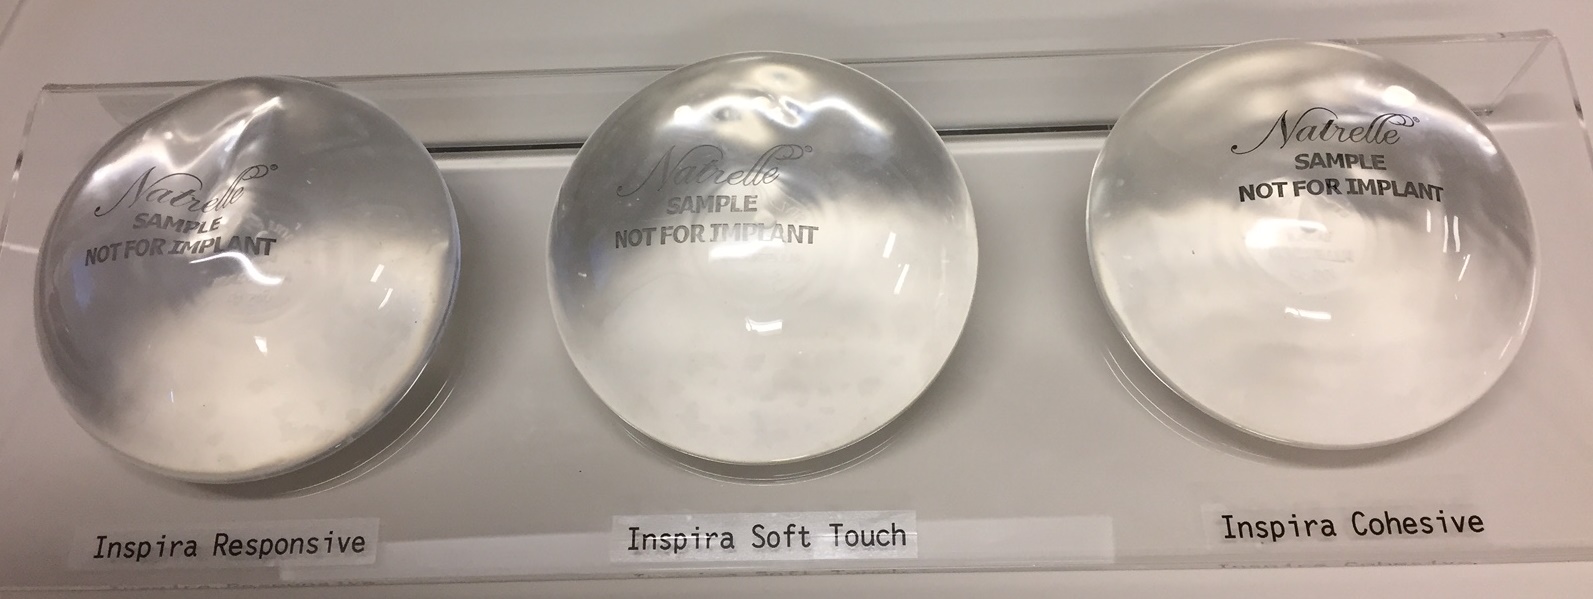 Natrelle®
SAMPLE
NOT FOR IMPLANT
Inspira Responsive
Natrelle®
SAMPLE
NOT FOR IMPLANT
Inspira Soft Touch
Natrelle®
SAMPLE
NOT FOR IMPLANT
Inspira Cohesive